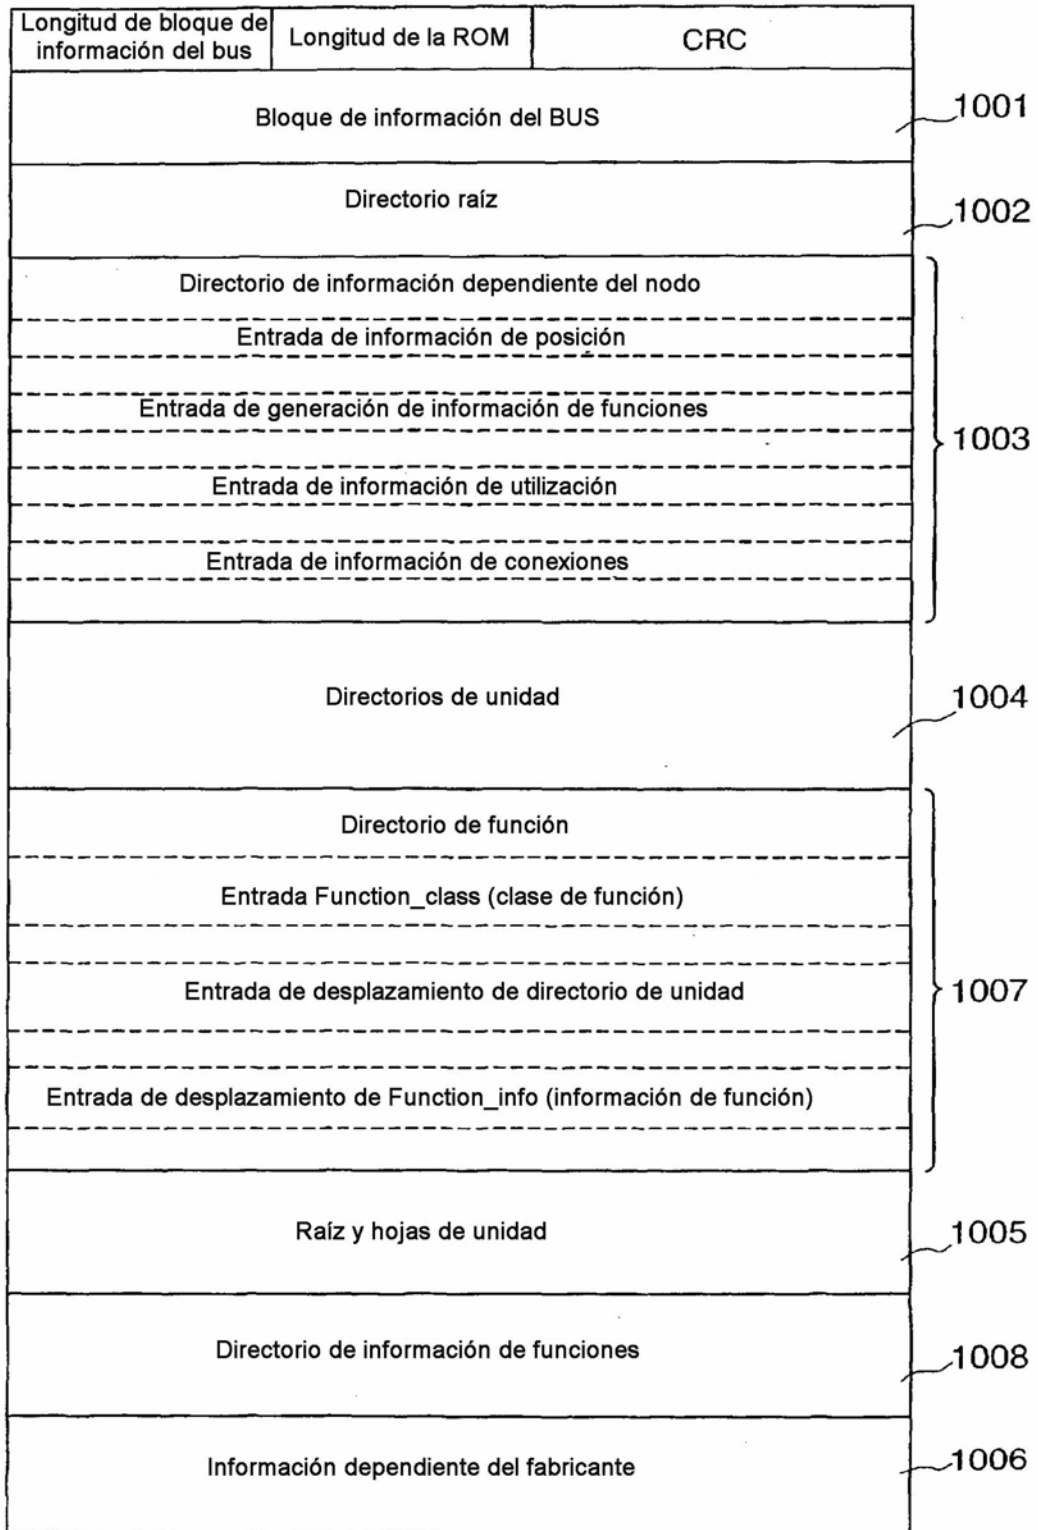 Longitud de bloque de
información del bus
Longitud de la ROM
CRC
Bloque de información del BUS
1001
Directorio raíz
1002
Directorio de información dependiente del nodo
Entrada de información de posición
Entrada de generación de información de funciones
1003
Entrada de información de utilización
Entrada de información de conexiones
Directorios de unidad
1004
Directorio de función
Entrada Function_class (clase de función)
Entrada de desplazamiento de directorio de unidad
1007
Entrada de desplazamiento de Function_info (información de función)
Raíz y hojas de unidad
1005
Directorio de información de funciones
1008
Información dependiente del fabricante
1006